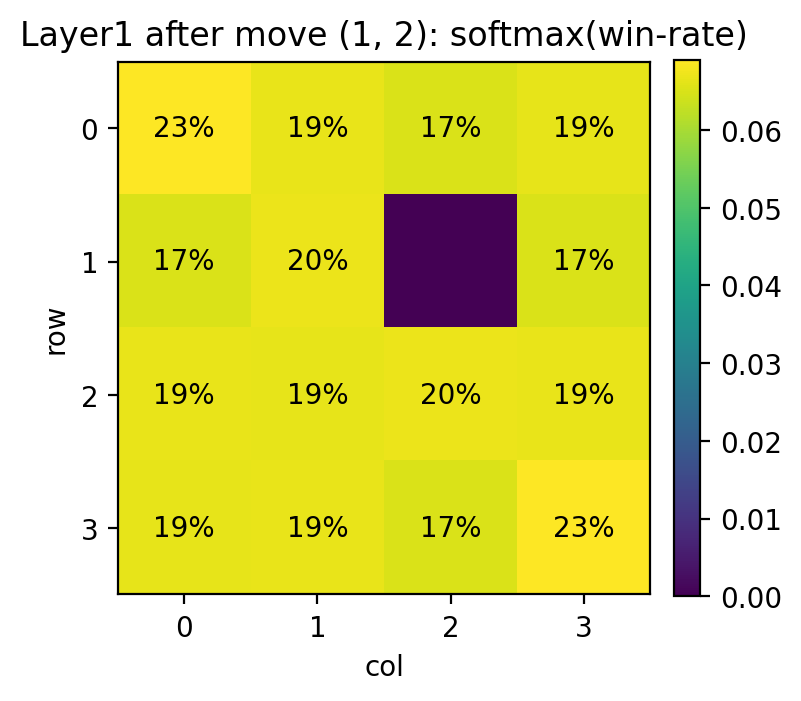 Layer1 after move (1, 2): softmax(win-rate)
0 23% 19% 17% 19%
1 17% 20% 17%
2 19% 19% 20% 19%
3 19% 19% 17% 23%
0 1 2 3
col
row
0.06
0.05
0.04
0.03
0.02
0.01
0.00